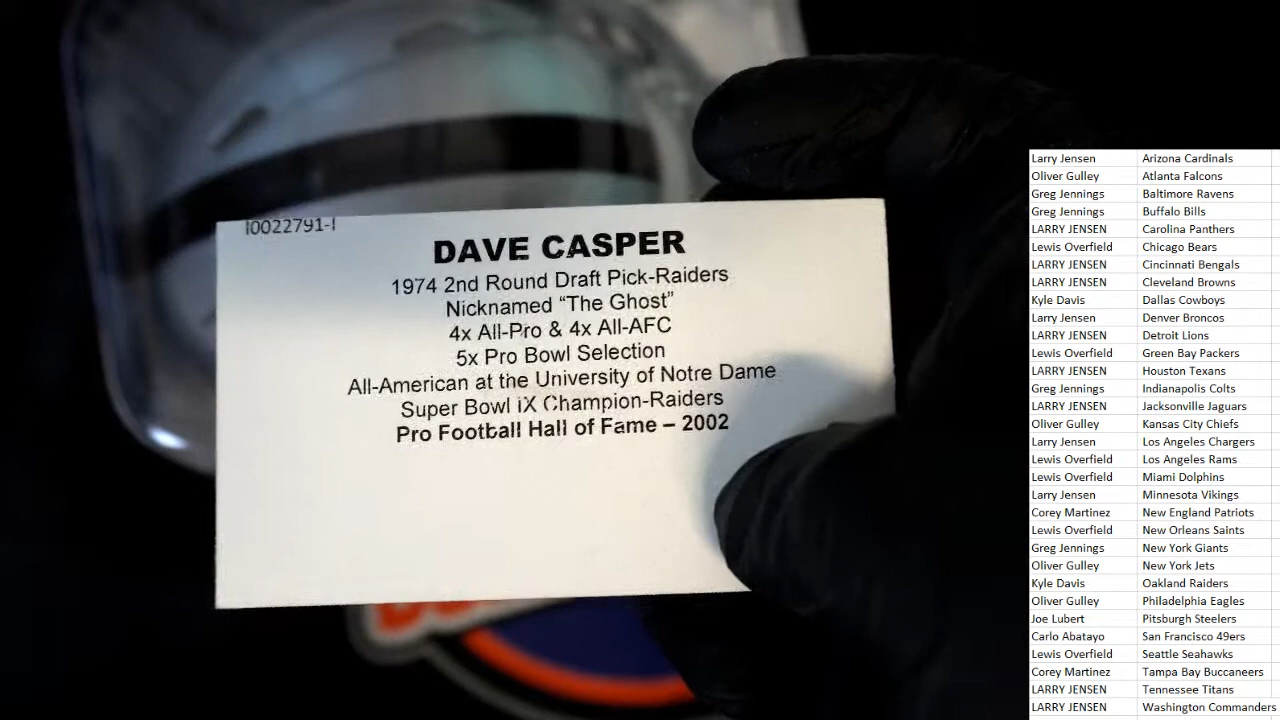 I0022791-I
DAVE CASPER
1974 2nd Round Draft Pick-Raiders
Nicknamed “The Ghost”
4x All-Pro & 4x All-AFC
5x Pro Bowl Selection
All-American at the University of Notre Dame
Super Bowl iX Champion-Raiders
Pro Football Hall of Fame – 2002
Larry Jensen Arizona Cardinals
Oliver Gulley Atlanta Falcons
Greg Jennings Baltimore Ravens
Greg Jennings Buffalo Bills
LARRY JENSEN Carolina Panthers
Lewis Overfield Chicago Bears
LARRY JENSEN Cincinnati Bengals
LARRY JENSEN Cleveland Browns
Kyle Davis Dallas Cowboys
Larry Jensen Denver Broncos
LARRY JENSEN Detroit Lions
Lewis Overfield Green Bay Packers
LARRY JENSEN Houston Texans
Greg Jennings Indianapolis Colts
LARRY JENSEN Jacksonville Jaguars
Oliver Gulley Kansas City Chiefs
Larry Jensen Los Angeles Chargers
Lewis Overfield Los Angeles Rams
Lewis Overfield Miami Dolphins
Larry Jensen Minnesota Vikings
Corey Martinez New England Patriots
Lewis Overfield New Orleans Saints
Greg Jennings New York Giants
Oliver Gulley New York Jets
Kyle Davis Oakland Raiders
Oliver Gulley Philadelphia Eagles
Joe Lubert Pitsburgh Steelers
Carlo Abatayo San Francisco 49ers
Lewis Overfield Seattle Seahawks
Corey Martinez Tampa Bay Buccaneers
LARRY JENSEN Tennessee Titans
LARRY JENSEN Washington Commanders